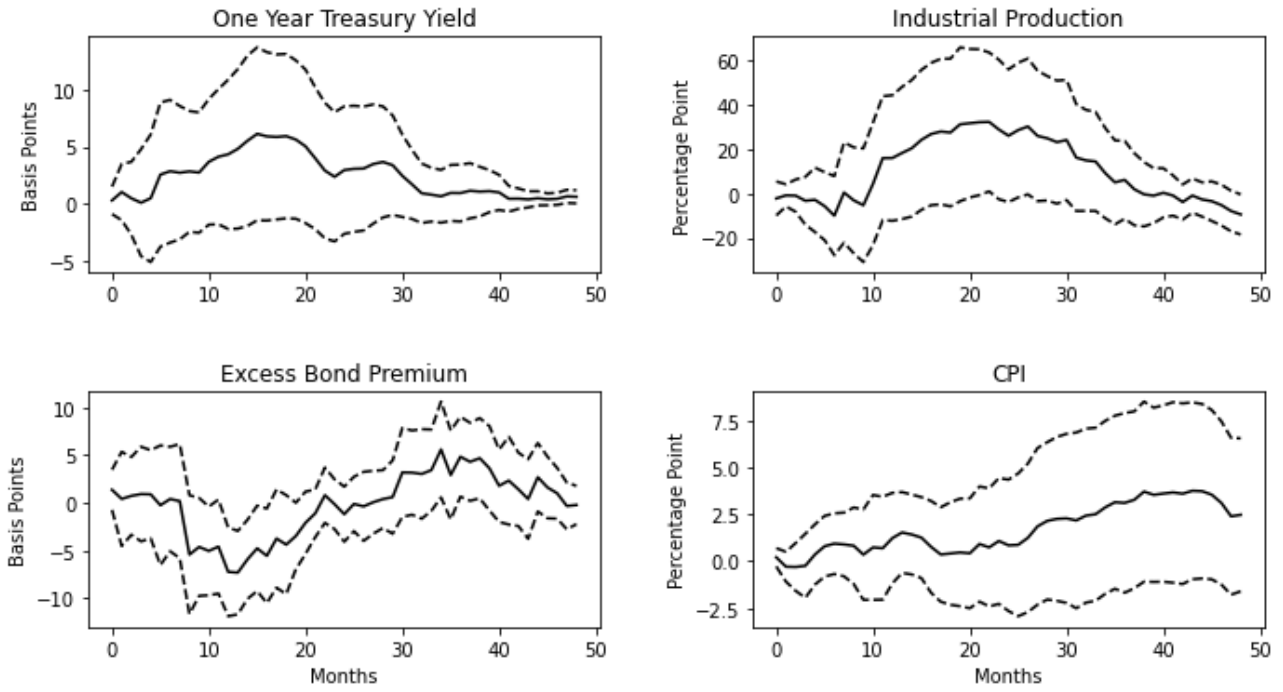 One Year Treasury Yield
Basis Points
10
5
0
−5
0 10 20 30 40 50
Industrial Production
Percentage Point
60
40
20
0
−20
0 10 20 30 40 50
Excess Bond Premium
Basis Points
10
5
0
−5
−10
0 10 20 30 40 50
Months
CPI
Percentage Point
7.5
5.0
2.5
0.0
−2.5
0 10 20 30 40 50
Months